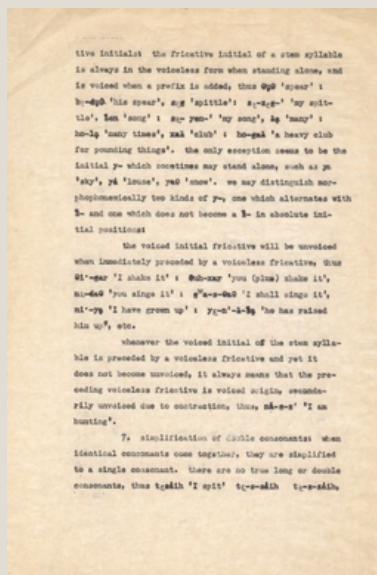 tive initials: the fricative initial of a stem syllable
is always in the voiceless form when standing alone, and
is voiced when a prefix is added, thus 'spear' :
'his spear', 'spittle': 'my spit-
tle', 'song' : 'my song', 'many' :
'many times', 'club' : 'a heavy club
for pounding things'. the only exception seems to be the
initial y- which sometimes may stand alone, such as
'sky', 'louse', 'snow'. we may distinguish mor-
phophonemically two kinds of y-, one which alternates with
and one which does not become a in absolute ini-
tial positions:
the voiced initial fricative will be unvoiced
when immediately preceded by a voiceless fricative, thus
'I shake it' : 'you (plus) shake it',
'you sings it' : 'I shall sings it',
'I have grown up' : 'he has raised
him up', etc.
whenever the voiced initial of the stem sylla-
ble is preceded by a voiceless fricative and yet it
does not become unvoiced, it always means that the pre-
ceding voiceless fricative is voiced origin, seconda-
rily unvoiced due to contraction, thus, 'I am
hunting'.
7. simplification of double consonants: when
identical consonants come together, they are simplified
to a single consonant. there are no true long or double
consonants, thus 'I spit'